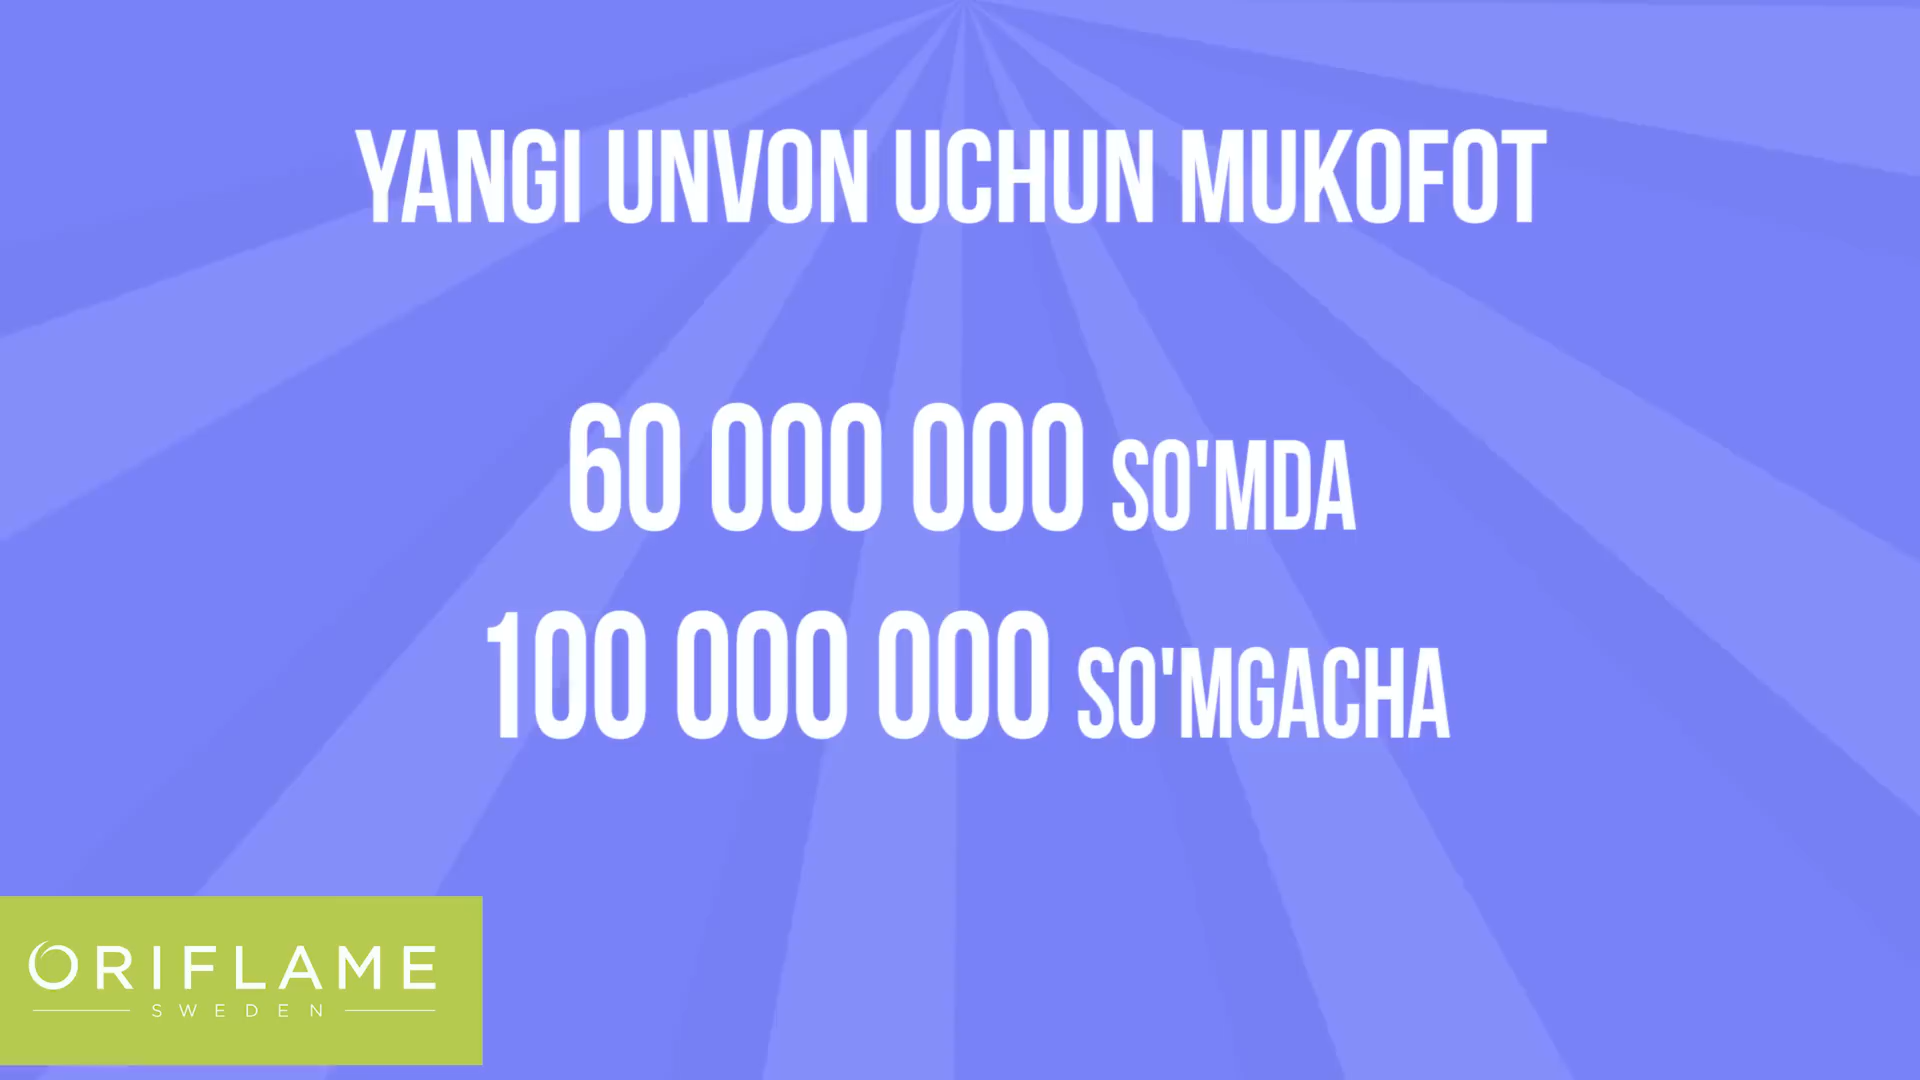 YANGI UNVON UCHUN MUKOFOT
60 000 000 SO'MDA
100 000 000 SO'MGACHA
ORIFLAME
SWEDEN